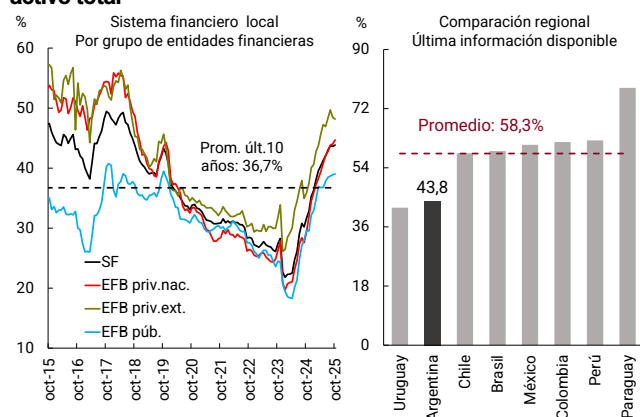 activo total
Sistema financiero local
Por grupo de entidades financieras
%
60
50
40
30
20
10
Prom. últ.10
años: 36,7%
SF
EFB priv.nac.
EFB priv.ext.
EFB púb.
oct-15
oct-16
oct-17
oct-18
oct-19
oct-20
oct-21
oct-22
oct-23
oct-24
oct-25
Comparación regional
Última información disponible
%
90
72
54
36
18
0
Promedio: 58,3%
43,8
Uruguay
Argentina
Chile
Brasil
México
Colombia
Perú
Paraguay